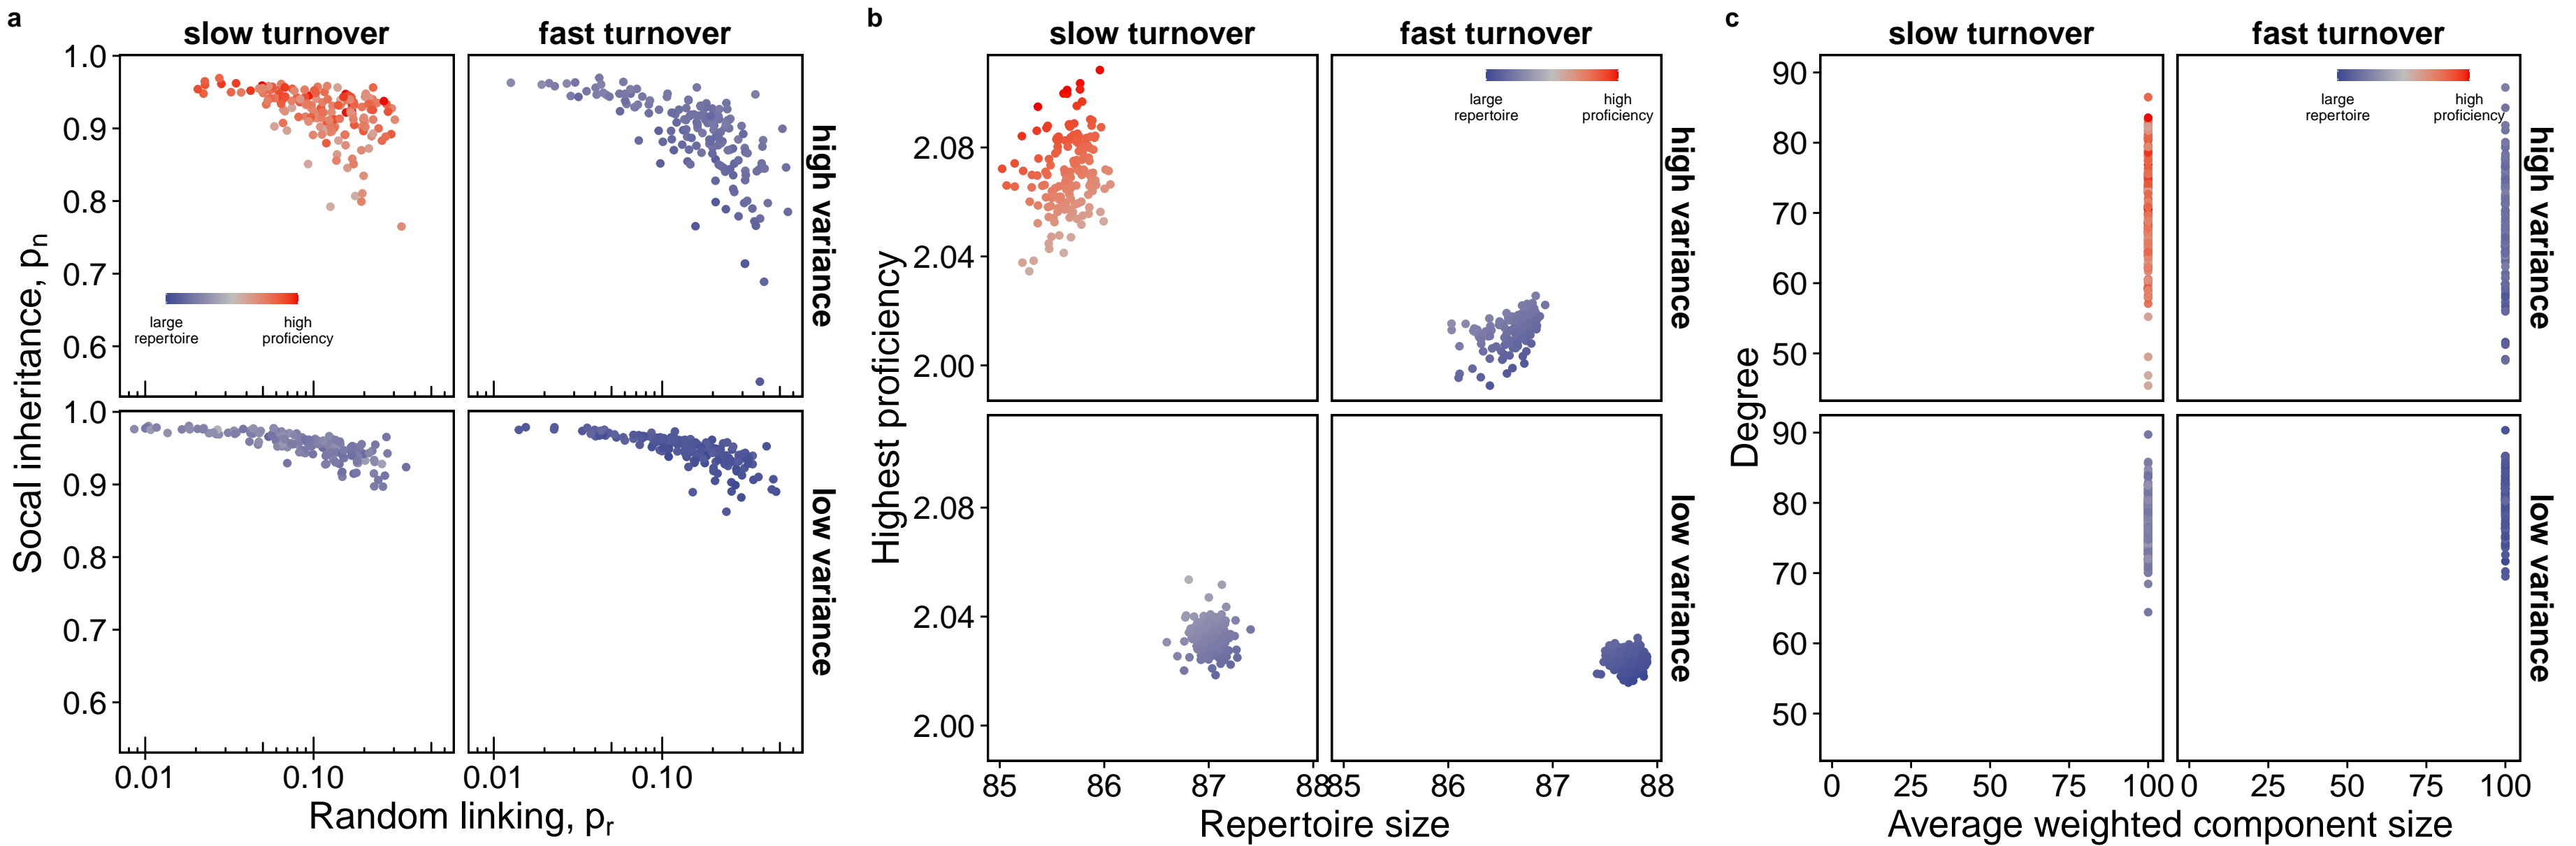 a
slow turnover
fast turnover
1.0
0.9
0.8
0.7
0.6
large
repertoire
high
proficiency
high variance
1.0
0.9
0.8
0.7
0.6
low variance
Socal inheritance, pn
0.01
0.10
0.01
0.10
Random linking, pr
b
slow turnover
fast turnover
2.08
2.04
2.00
large
repertoire
high
proficiency
high variance
2.08
2.04
2.00
low variance
Highest proficiency
85
86
87
88
85
86
87
88
Repertoire size
c
slow turnover
fast turnover
90
80
70
60
50
large
repertoire
high
proficiency
high variance
90
80
70
60
50
low variance
Degree
0
25
50
75
100
0
25
50
75
100
Average weighted component size